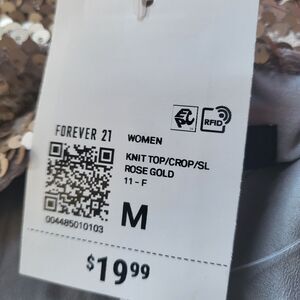 RFID
FOREVER 21 WOMEN
KNIT TOP/CROP/SL
ROSE GOLD
11 - F
M
004485010103
$19.99